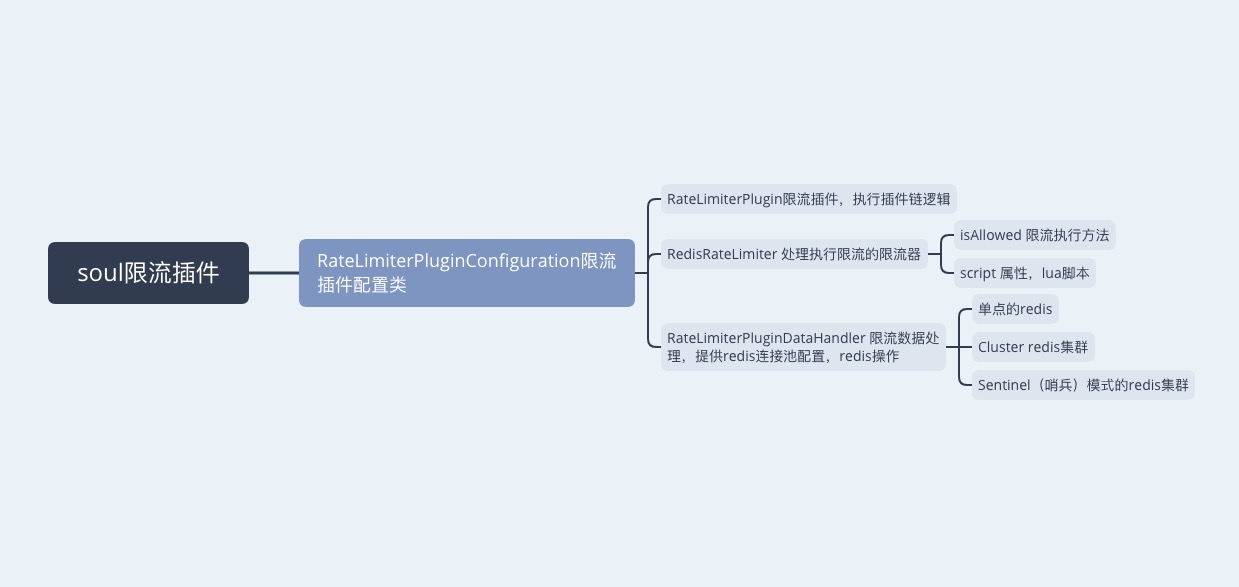 soul限流插件
RateLimiterPluginConfiguration限流
插件配置类
RateLimiterPlugin限流插件，执行插件链逻辑
RedisRateLimiter 处理执行限流的限流器
isAllowed 限流执行方法
script 属性，lua脚本
RateLimiterPluginDataHandler 限流数据处
理，提供redis连接池配置，redis操作
单点的redis
Cluster redis集群
Sentinel（哨兵）模式的redis集群